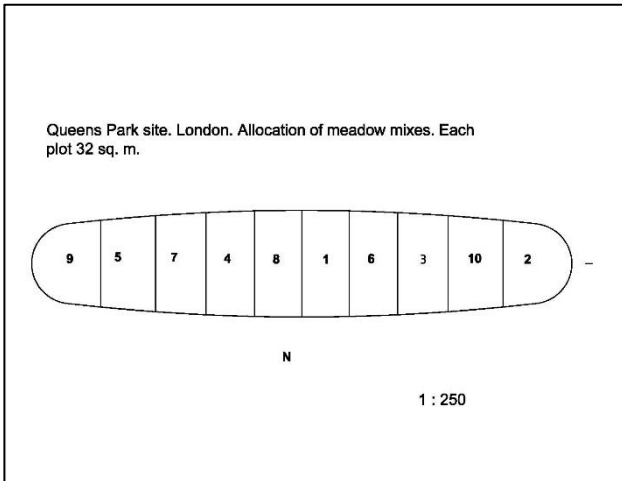 Queens Park site. London. Allocation of meadow mixes. Each
plot 32 sq. m.
9 5 7 4 8 1 6 3 10 2
N
1 : 250